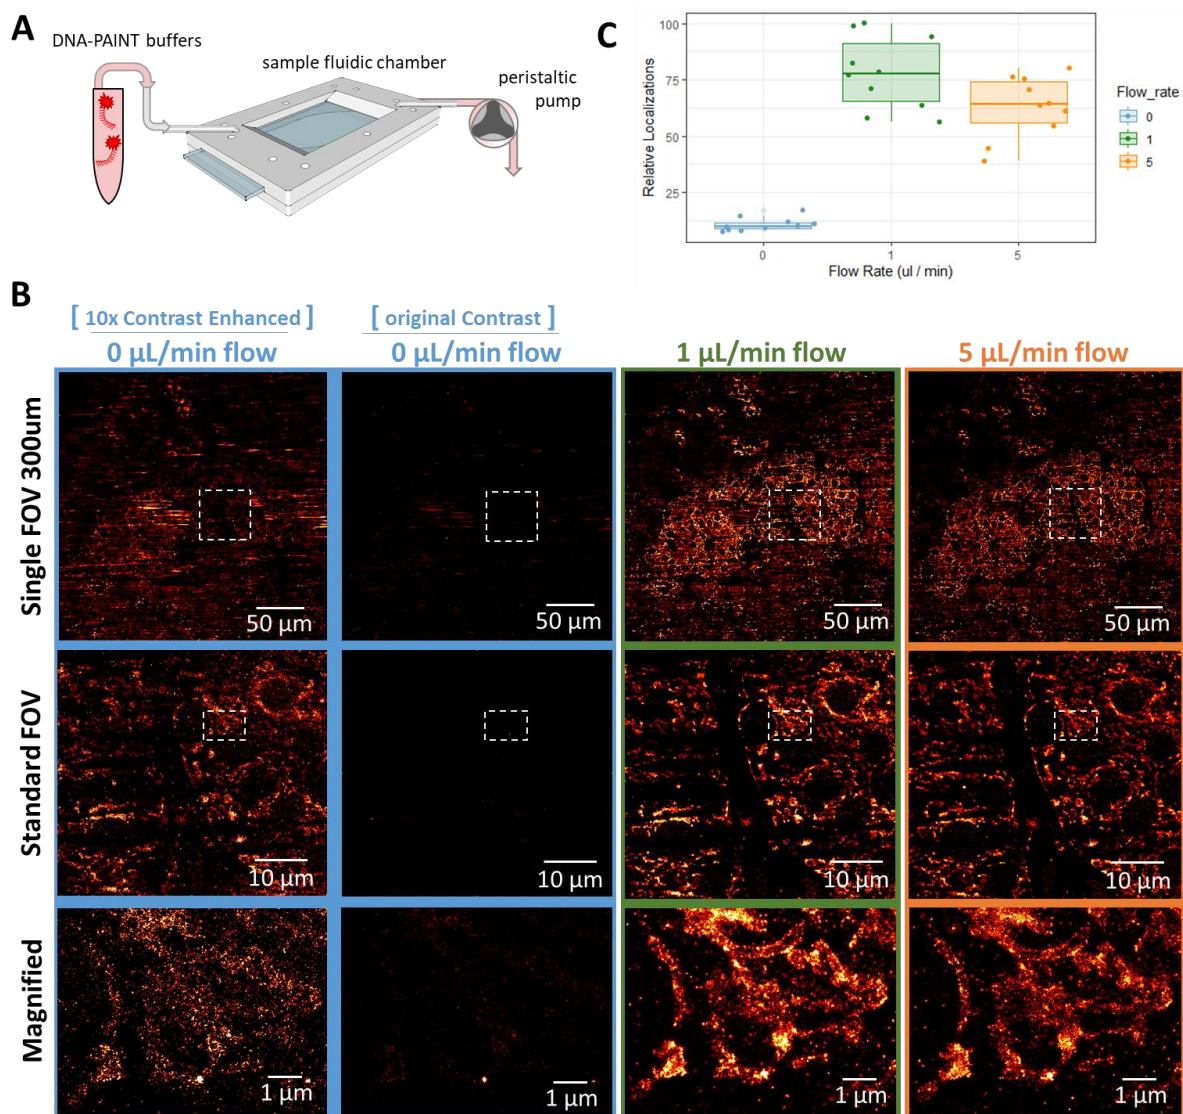 A
DNA-PAINT buffers
sample fluidic chamber
peristaltic
pump
C
Relative Localizations
100
75
50
25
0
1
5
Flow Rate (ul / min)
Flow_rate
0
1
5
B
[ 10x Contrast Enhanced ]
[ original Contrast ]
0 µL/min flow
0 µL/min flow
1 µL/min flow
5 µL/min flow
Single FOV 300um
50 µm
50 µm
50 µm
50 µm
Standard FOV
10 µm
10 µm
10 µm
10 µm
Magnified
1 µm
1 µm
1 µm
1 µm